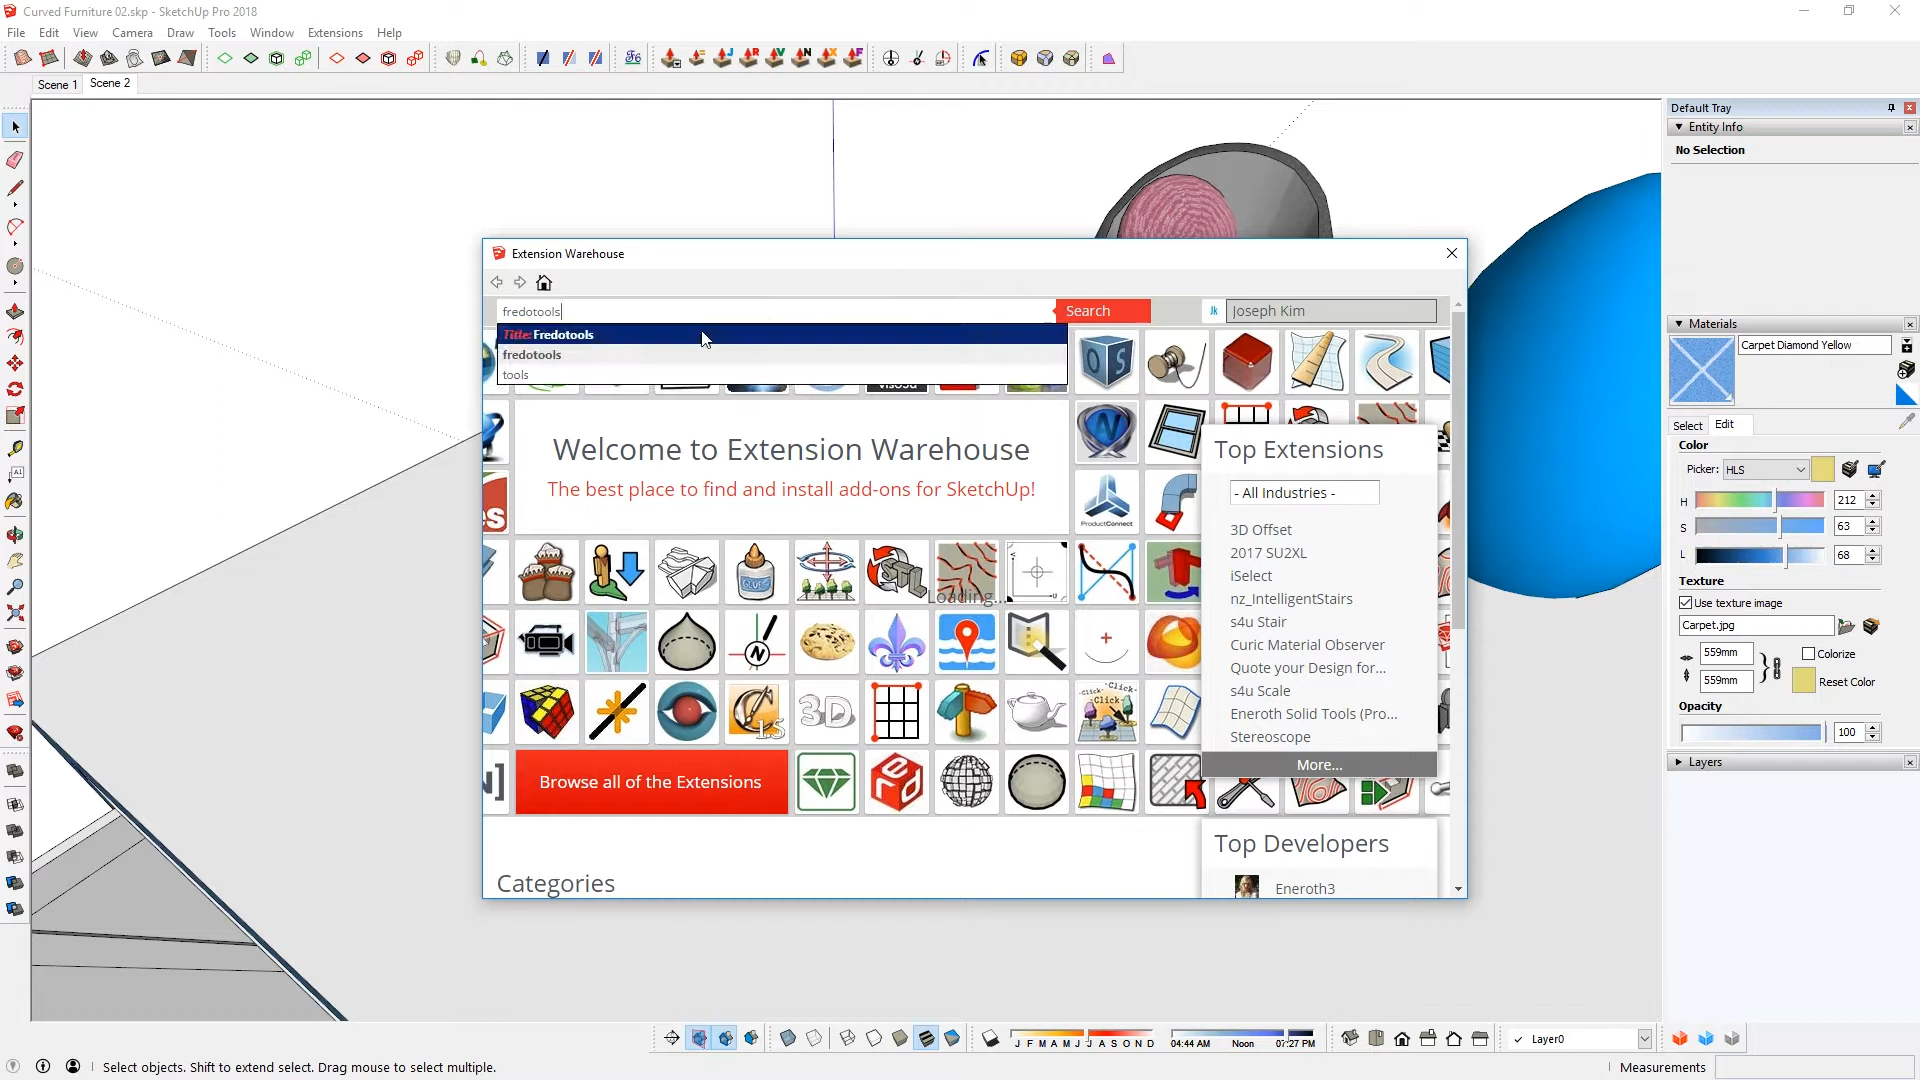 Curved Furniture 02.skp - SketchUp Pro 2018
File Edit View Camera Draw Tools Window Extensions Help
Scene 1 Scene 2
Default Tray
Entity Info
No Selection
Extension Warehouse
fredotools
Search
Joseph Kim
Title: Fredotools
fredotools
tools
Welcome to Extension Warehouse
The best place to find and install add-ons for SketchUp!
ProductConnect
Loading...
Browse all of the Extensions
Categories
Top Extensions
- All Industries -
3D Offset
2017 SU2XL
iSelect
nz_IntelligentStairs
s4u Stair
Curic Material Observer
Quote your Design for...
s4u Scale
Eneroth Solid Tools (Pro...
Stereoscope
More...
Top Developers
Eneroth3
Materials
Carpet Diamond Yellow
Select Edit
Color
Picker: HLS
H 212
S 63
L 68
Texture
Use texture image
Carpet.jpg
559mm Colorize
559mm Reset Color
Opacity
100
Layers
J F M A M J J A S O N D 04:44 AM Noon 07:27 PM Layer0
Select objects. Shift to extend select. Drag mouse to select multiple. Measurements